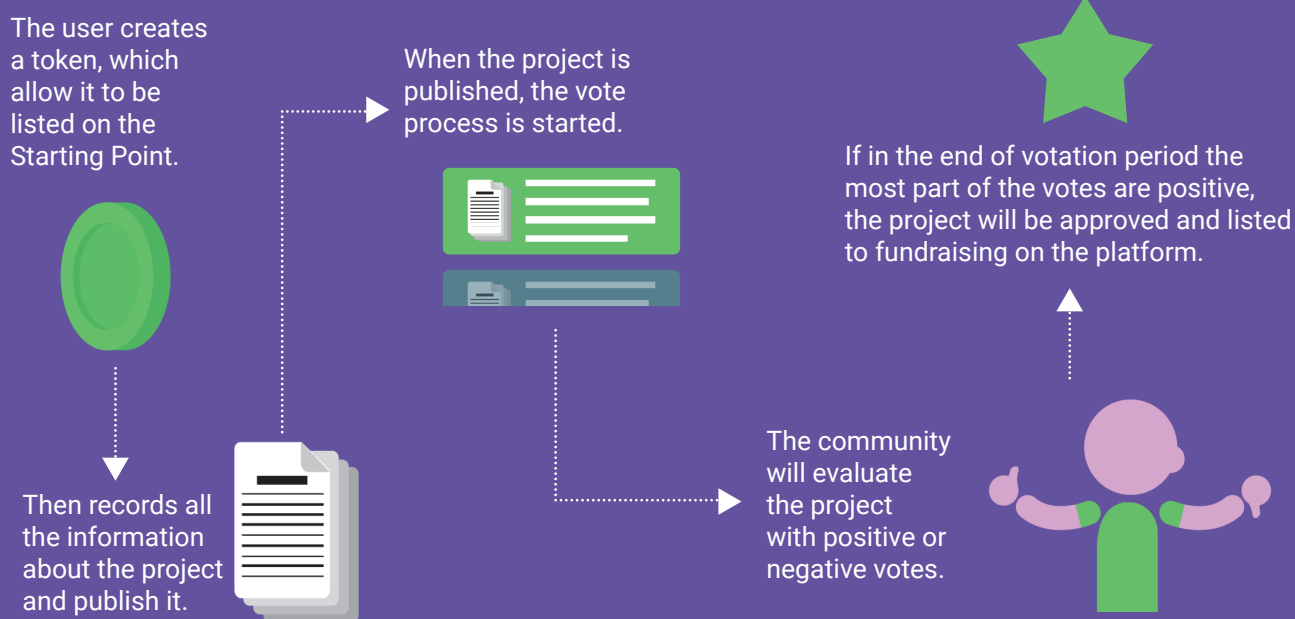 The user creates
a token, which
allow it to be
listed on the
Starting Point.
Then records all
the information
about the project
and publish it.
When the project is
published, the vote
process is started.
The community
will evaluate
the project
with positive or
negative votes.
If in the end of votation period the
most part of the votes are positive,
the project will be approved and listed
to fundraising on the platform.